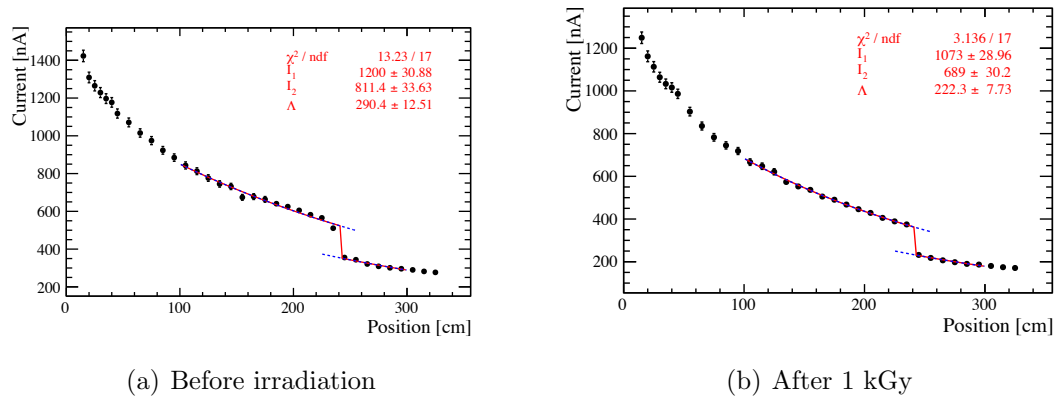 Current [nA]
1400
1200
1000
800
600
400
200
0
100
200
300
Position [cm]
χ² / ndf 13.23 / 17
I₁ 1200 ± 30.88
I₂ 811.4 ± 33.63
Λ 290.4 ± 12.51
(a) Before irradiation
Current [nA]
1200
1000
800
600
400
200
0
0
100
200
300
Position [cm]
χ² / ndf 3.136 / 17
I₁ 1073 ± 28.96
I₂ 689 ± 30.2
Λ 222.3 ± 7.73
(b) After 1 kGy